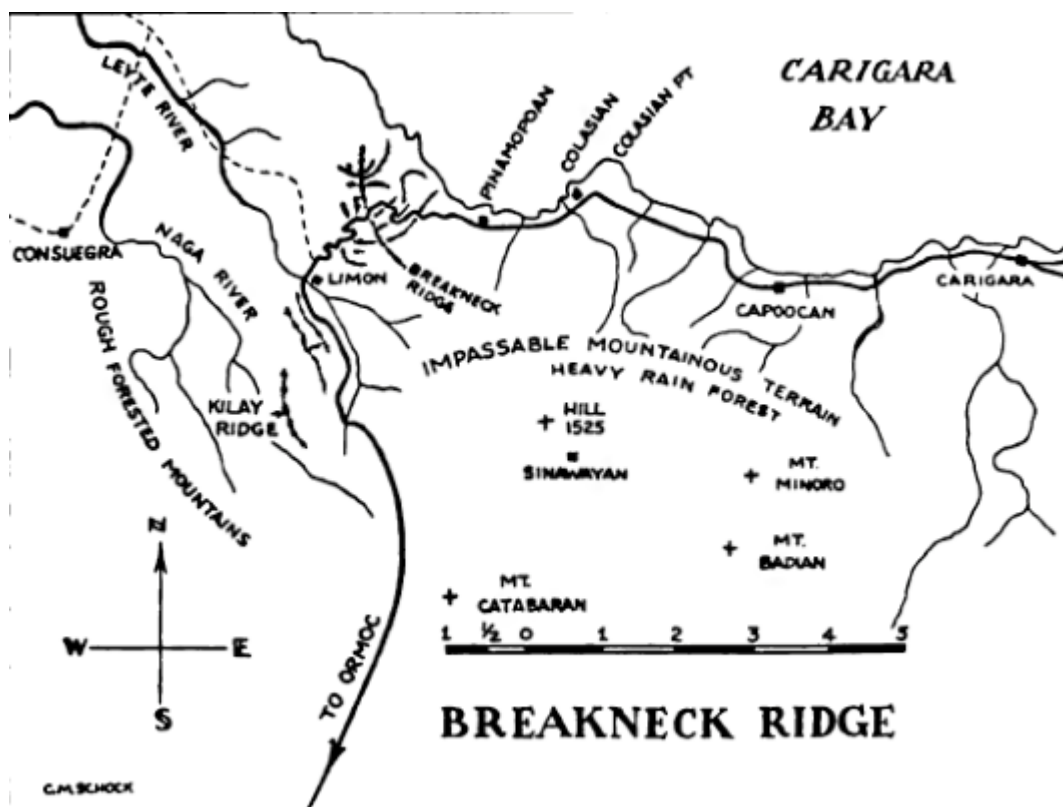 CARIGARA
BAY
LEYTE RIVER
PINAMOPOAN
COLASIAN
COLASIAN PT
CONSUEGRA
NAGA
RIVER
LIMON
BREAKNECK
RIDGE
CAPOOCAN
CARIGARA
ROUGH FORESTED MOUNTAINS
IMPASSABLE MOUNTAINOUS TERRAIN
HEAVY RAIN FOREST
KILAY
RIDGE
HILL
1525
SINAWAYAN
MT.
MINORO
MT.
BADIAN
MT.
CATABARAN
N
W E
S
TO ORMOC
1 ½ 0 1 2 3 4 5
BREAKNECK RIDGE
C.M.SCHOCK